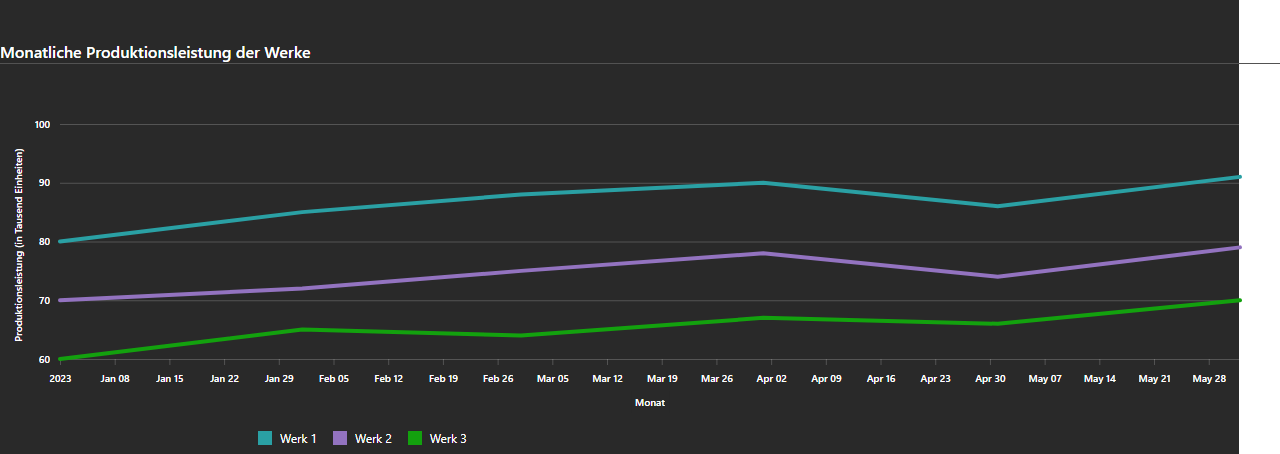 Monatliche Produktionsleistung der Werke
Produktionsleistung (in Tausend Einheiten)
100
90
80
70
60
2023 Jan 08 Jan 15 Jan 22 Jan 29 Feb 05 Feb 12 Feb 19 Feb 26 Mar 05 Mar 12 Mar 19 Mar 26 Apr 02 Apr 09 Apr 16 Apr 23 Apr 30 May 07 May 14 May 21 May 28
Monat
Werk 1 Werk 2 Werk 3